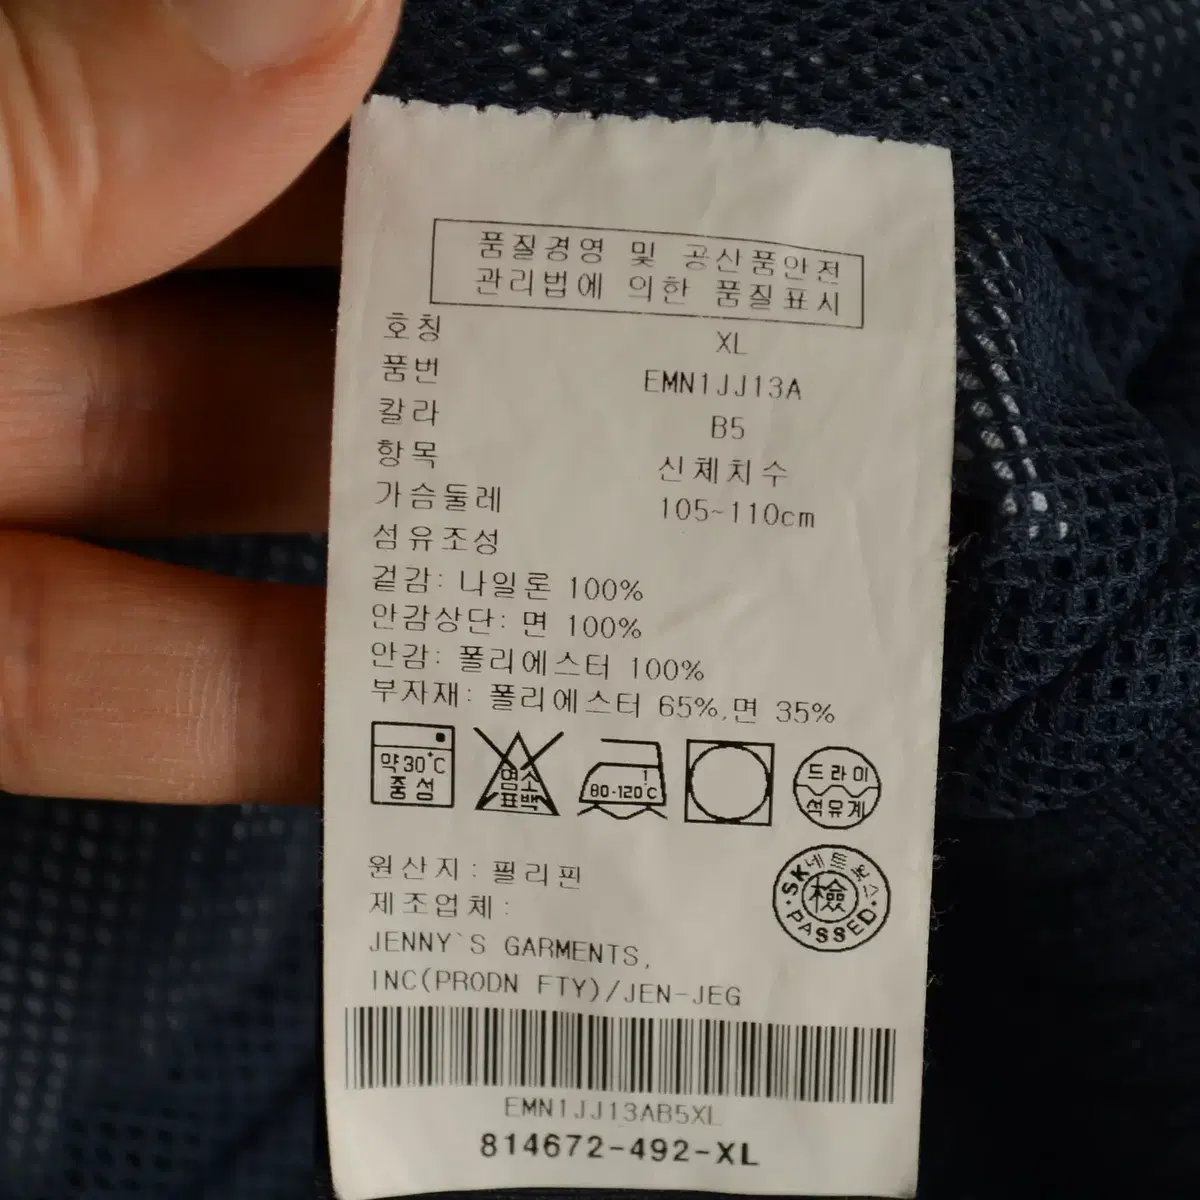 품질경영 및 공산품안전
관리법에 의한 품질표시
호칭 XL
품번 EMN1JJ13A
칼라 B5
항목 신체치수
가슴둘레 105~110cm
섬유조성
겉감: 나일론 100%
안감상단: 면 100%
안감: 폴리에스터 100%
부자재: 폴리에스터 65%,면 35%
약30℃
중성
염소
표백
80-120℃
드라이
석유계
원산지: 필리핀
SK네트웍스
檢
PASSED
제조업체:
JENNY`S GARMENTS,
INC(PRODN FTY)/JEN-JEG
EMN1JJ13AB5XL
814672-492-XL